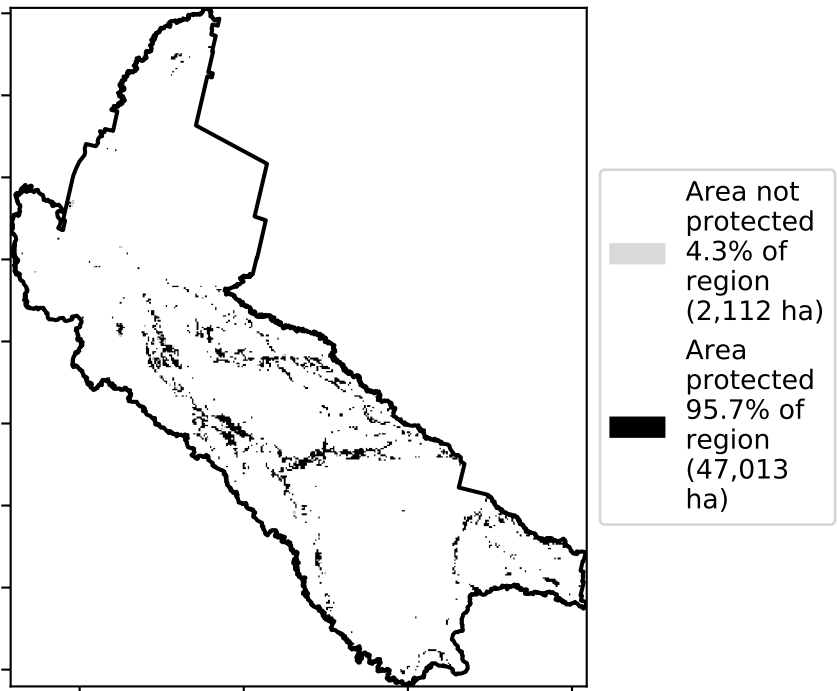 Area not
protected
4.3% of
region
(2,112 ha)
Area
protected
95.7% of
region
(47,013
ha)